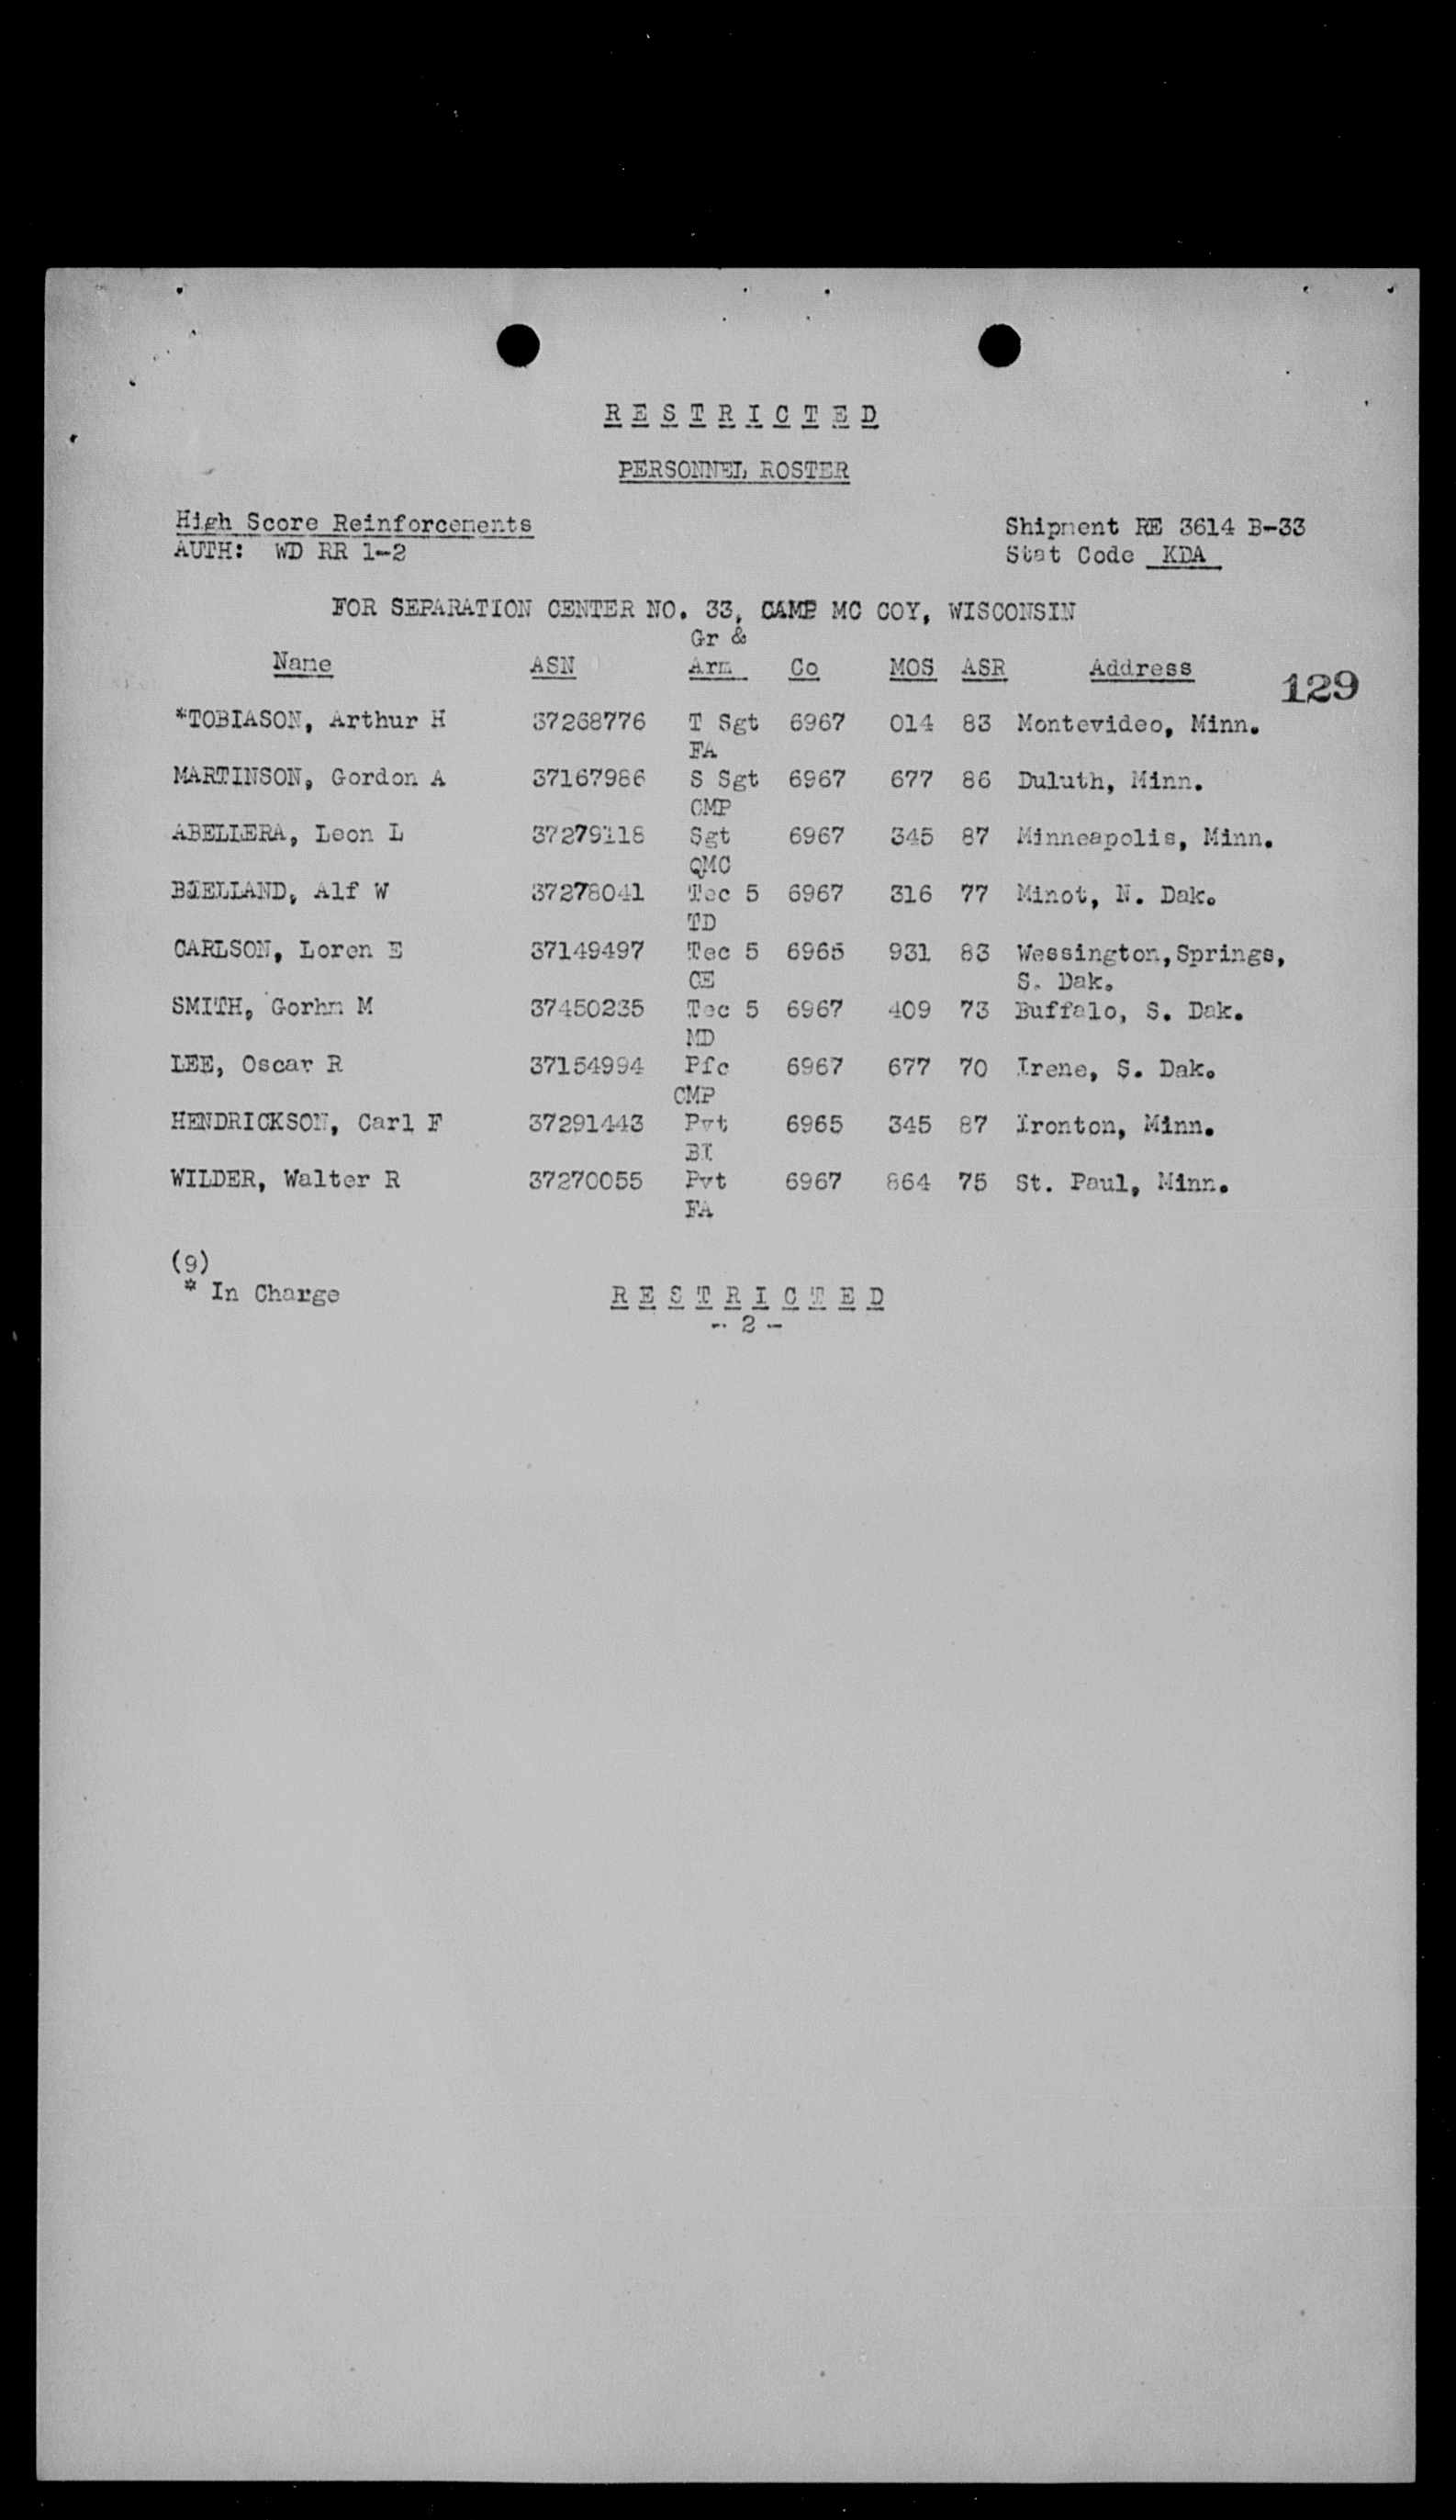 RESTRICTED
PERSONNEL ROSTER
High Score Reinforcements Shipment RE 3614 B-33
AUTH: WD RR 1-2 Stat Code KDA
FOR SEPARATION CENTER NO. 33, CAMP MC COY, WISCONSIN
Gr &
Name ASN Arm Co MOS ASR Address
129
*TOBIASON, Arthur H 37268776 T Sgt 6967 014 83 Montevideo, Minn.
FA
MARTINSON, Gordon A 37167986 S Sgt 6967 677 86 Duluth, Minn.
CMP
ABELLERA, Leon L 37279118 Sgt 6967 345 87 Minneapolis, Minn.
QMC
BJELLAND, Alf W 37278041 Tec 5 6967 316 77 Minot, N. Dak.
TD
CARLSON, Loren E 37149497 Tec 5 6965 931 83 Wessington, Springs,
CE S. Dak.
SMITH, Gorhm M 37450235 Tec 5 6967 409 73 Buffalo, S. Dak.
MD
LEE, Oscar R 37154994 Pfc 6967 677 70 Irene, S. Dak.
CMP
HENDRICKSON, Carl F 37291443 Pvt 6965 345 87 Ironton, Minn.
BI
WILDER, Walter R 37270055 Pvt 6967 864 75 St. Paul, Minn.
FA
(9)
* In Charge RESTRICTED
- 2 -